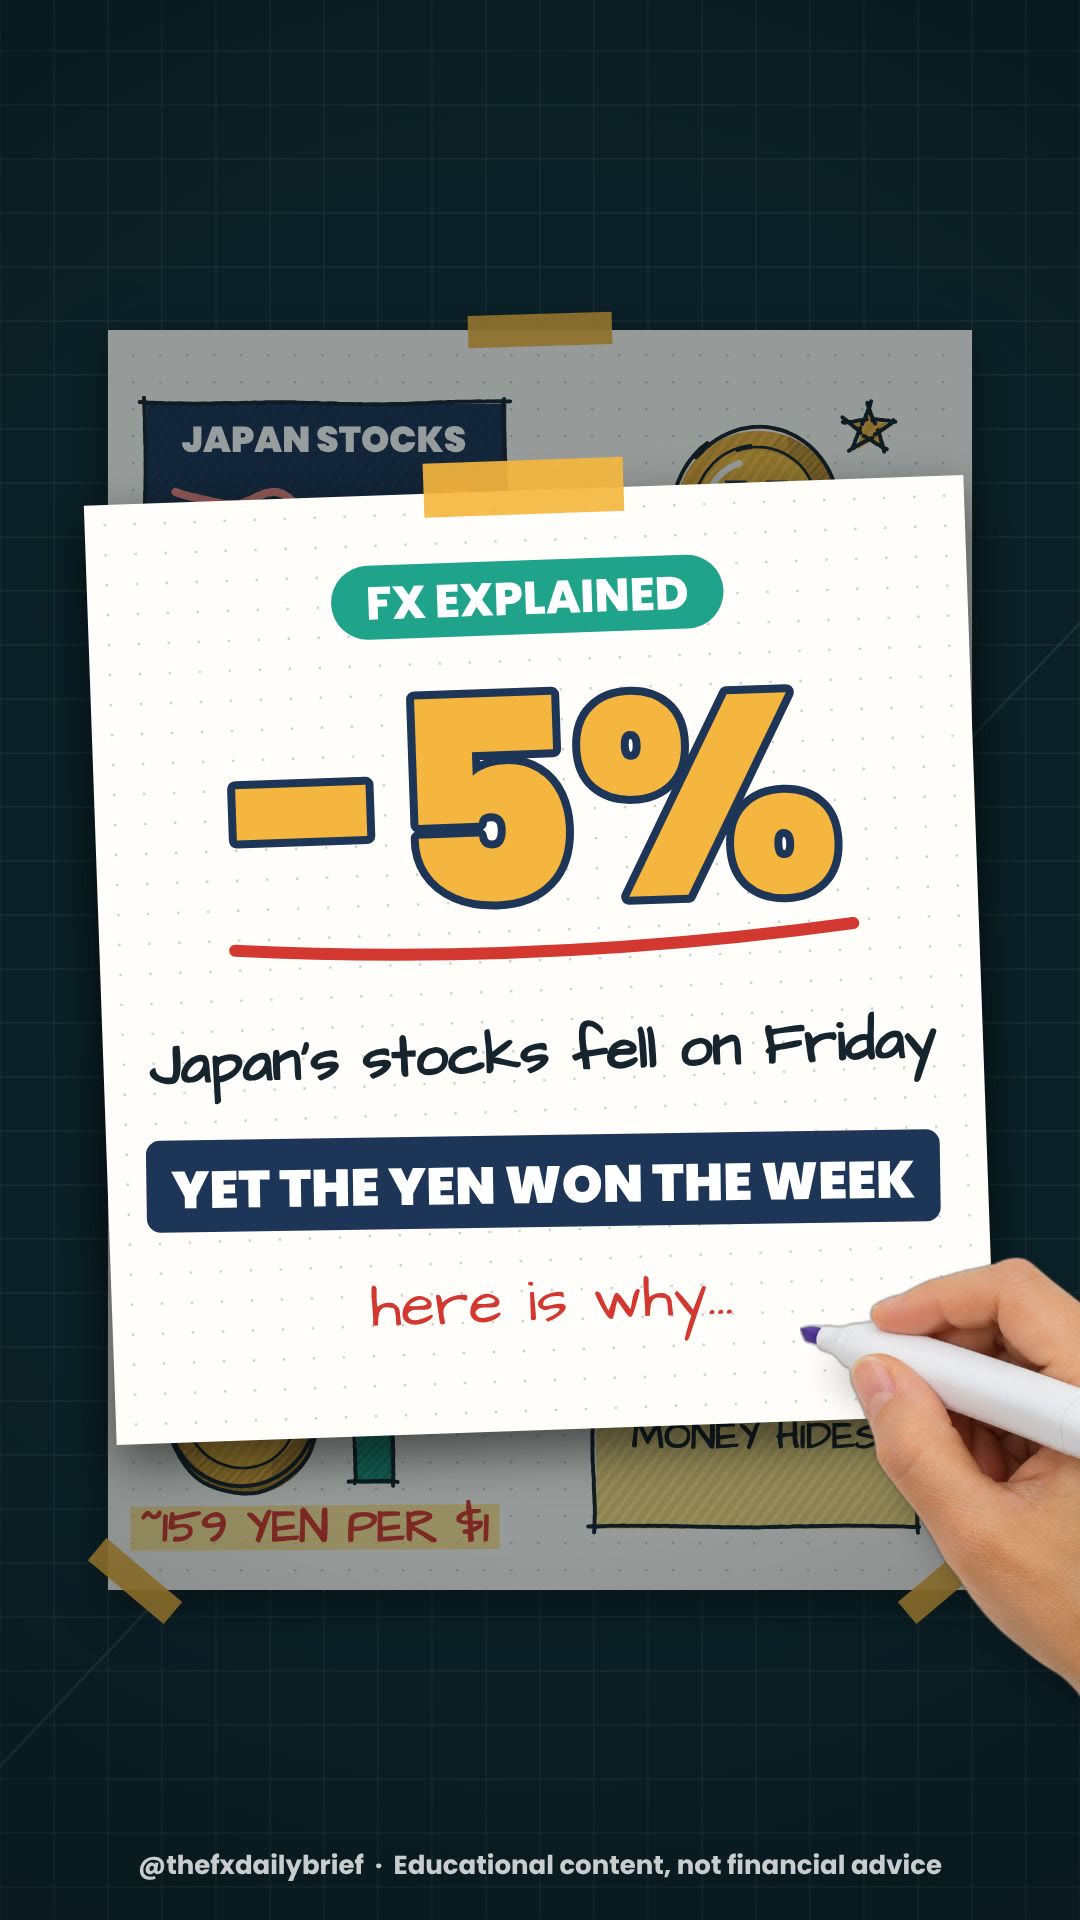 JAPAN STOCKS
FX EXPLAINED
-5%
Japan's stocks fell on Friday
YET THE YEN WON THE WEEK
here is why...
MONEY HIDES
~159 YEN PER $1
@thefxdailybrief · Educational content, not financial advice